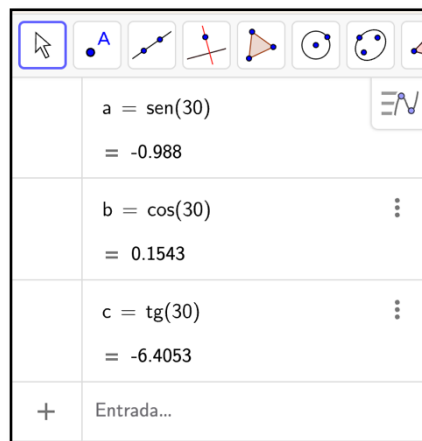 A
a = sen(30)
= -0.988
b = cos(30)
= 0.1543
c = tg(30)
= -6.4053
+ Entrada...